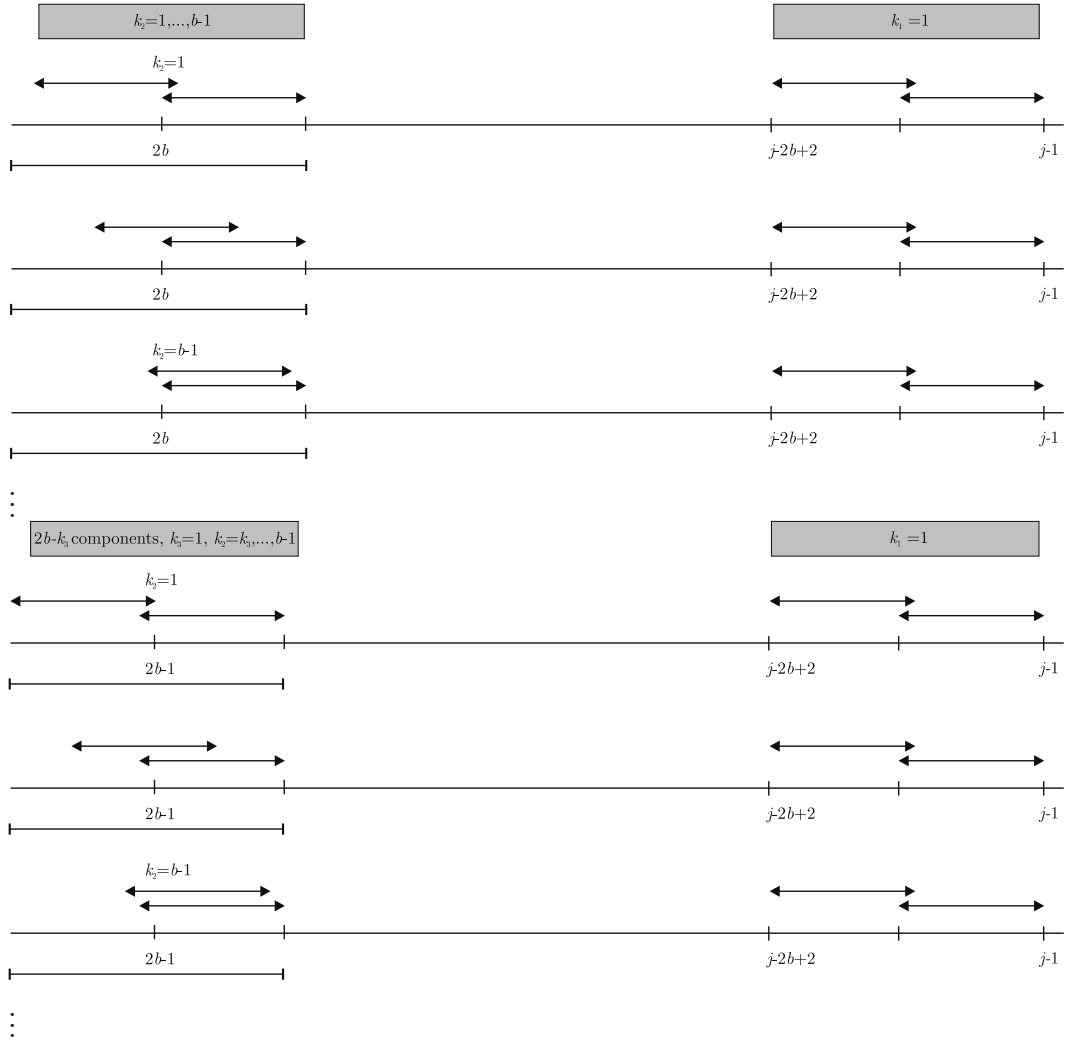 k₂=1,...,b-1 k₁ =1
k₂=1
2b j-2b+2 j-1
2b j-2b+2 j-1
k₂=b-1
2b j-2b+2 j-1
⋮
2b-k₃ components, k₃=1, k₂=k₃,...,b-1 k₁ =1
k₂=1
2b-1 j-2b+2 j-1
2b-1 j-2b+2 j-1
k₂=b-1
2b-1 j-2b+2 j-1
⋮